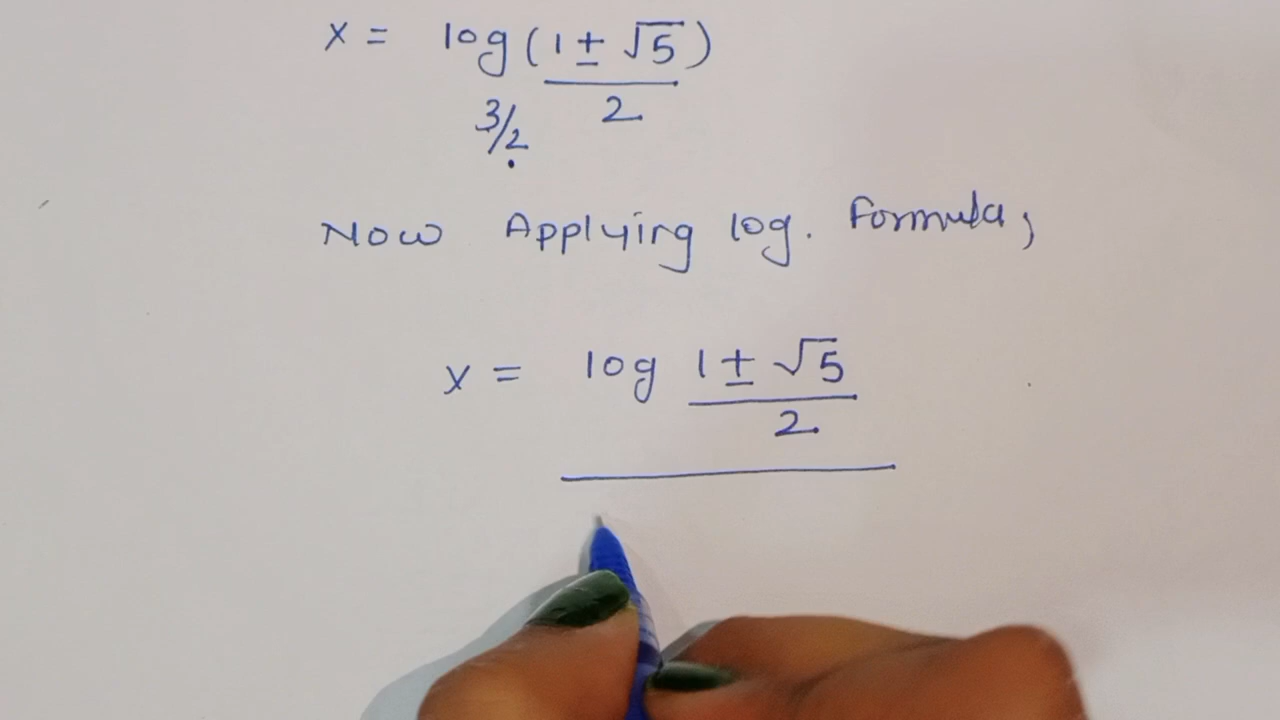 x = log(1 ± √5)
3/2 2
Now Applying log. Formula;
x = log 1 ± √5
2